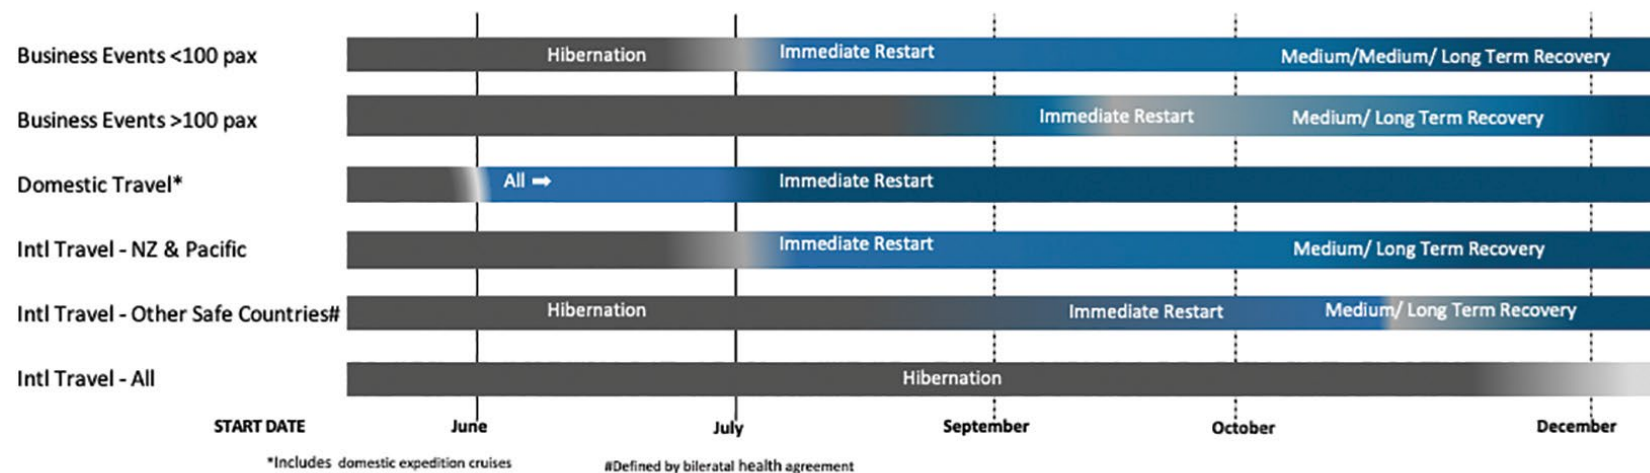 Business Events <100 pax Hibernation Immediate Restart Medium/Medium/ Long Term Recovery
Business Events >100 pax Immediate Restart Medium/ Long Term Recovery
Domestic Travel* All ➡ Immediate Restart
Intl Travel - NZ & Pacific Immediate Restart Medium/ Long Term Recovery
Intl Travel - Other Safe Countries# Hibernation Immediate Restart Medium/ Long Term Recovery
Intl Travel - All Hibernation
START DATE June July September October December
*Includes domestic expedition cruises #Defined by bileratal health agreement